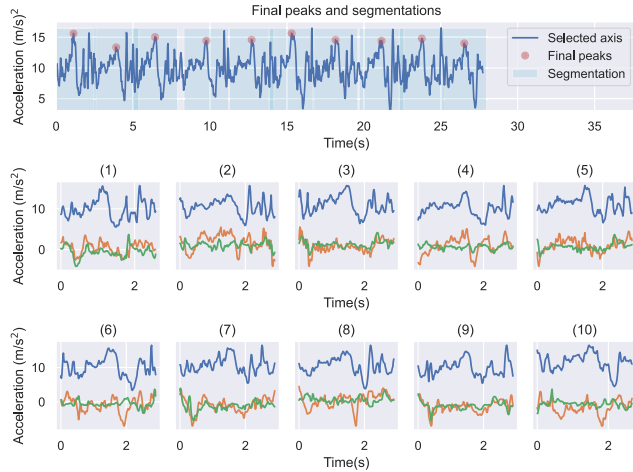 Final peaks and segmentations
Acceleration (m/s)²
15
10
5
Selected axis
Final peaks
Segmentation
0 5 10 15 20 25 30 35
Time(s)
(1) (2) (3) (4) (5)
Acceleration (m/s²)
10
0
0 2 0 2 0 2 0 2 0 2
Time(s)
(6) (7) (8) (9) (10)
Acceleration (m/s²)
10
0
0 2 0 2 0 2 0 2 0 2
Time(s)